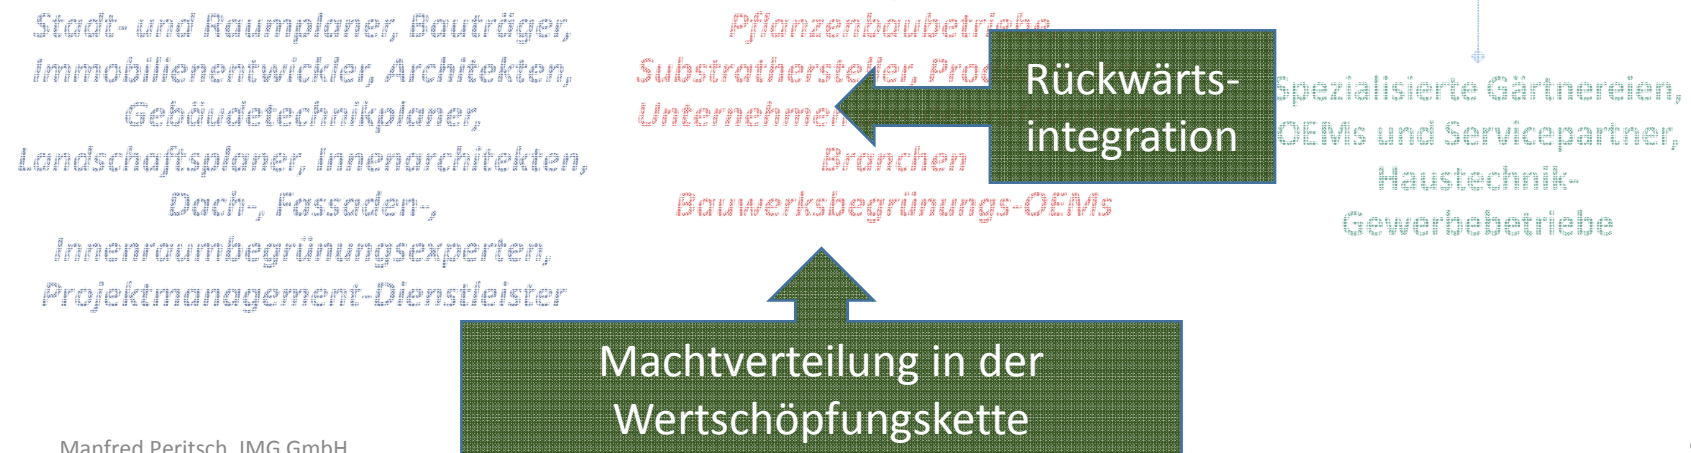 Stadt- und Raumplaner, Bauträger,
Immobilienentwickler, Architekten,
Gebäudetechnikplaner,
Landschaftsplaner, Innenarchitekten,
Dach-, Fassaden-,
Innenraumbegrünungsexperten,
Projektmanagement-Dienstleister
Pflanzenbaubetriebe
Substrathersteller,
Unternehmen
Branchen
Bauwerksbegrünungs-OEMs
Rückwärts-
integration
Spezialisierte Gärtnereien,
OEMs und Servicepartner,
Haustechnik-
Gewerbebetriebe
Machtverteilung in der
Wertschöpfungskette
Manfred Peritsch, IMG GmbH